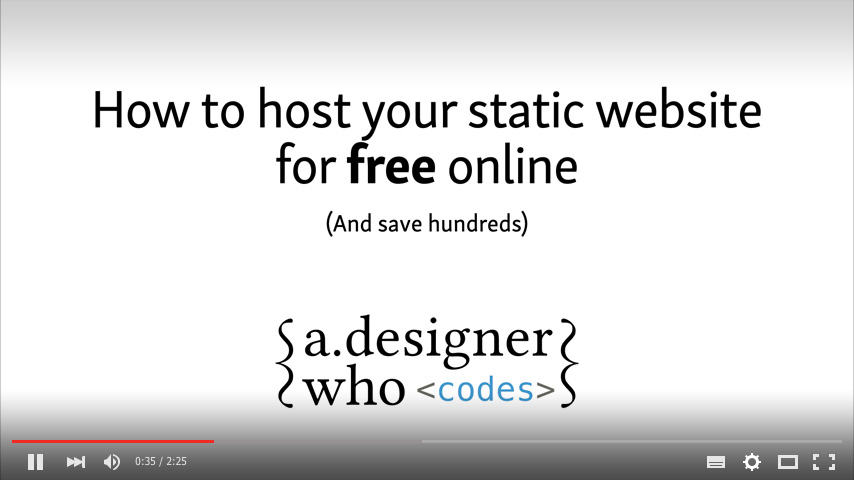 How to host your static website
for free online
(And save hundreds)
{a.designer
who <codes>}
0:35 / 2:25